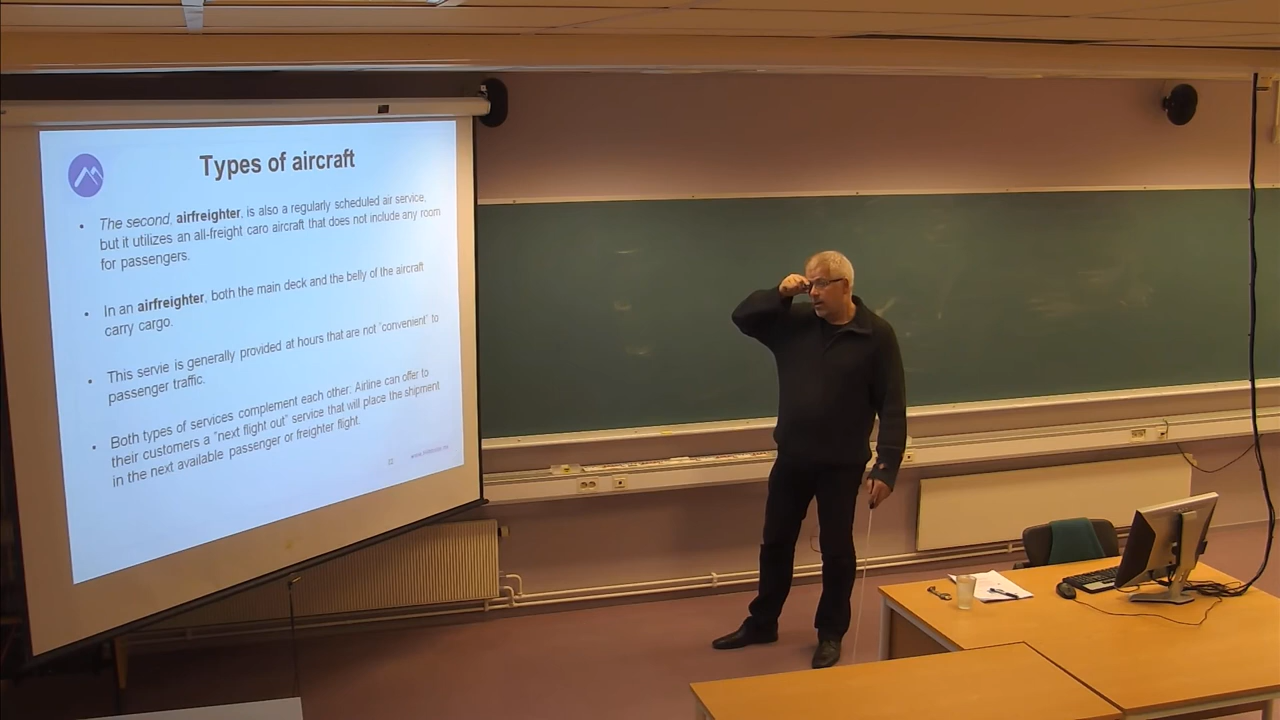 Types of aircraft
• The second, airfreighter, is also a regularly scheduled air service,
but it utilizes an all-freight caro aircraft that does not include any room
for passengers.
• In an airfreighter, both the main deck and the belly of the aircraft
carry cargo.
• This servie is generally provided at hours that are not "convenient" to
passenger traffic.
• Both types of services complement each other: Airline can offer to
their customers a "next flight out" service that will place the shipment
in the next available passenger or freighter flight.